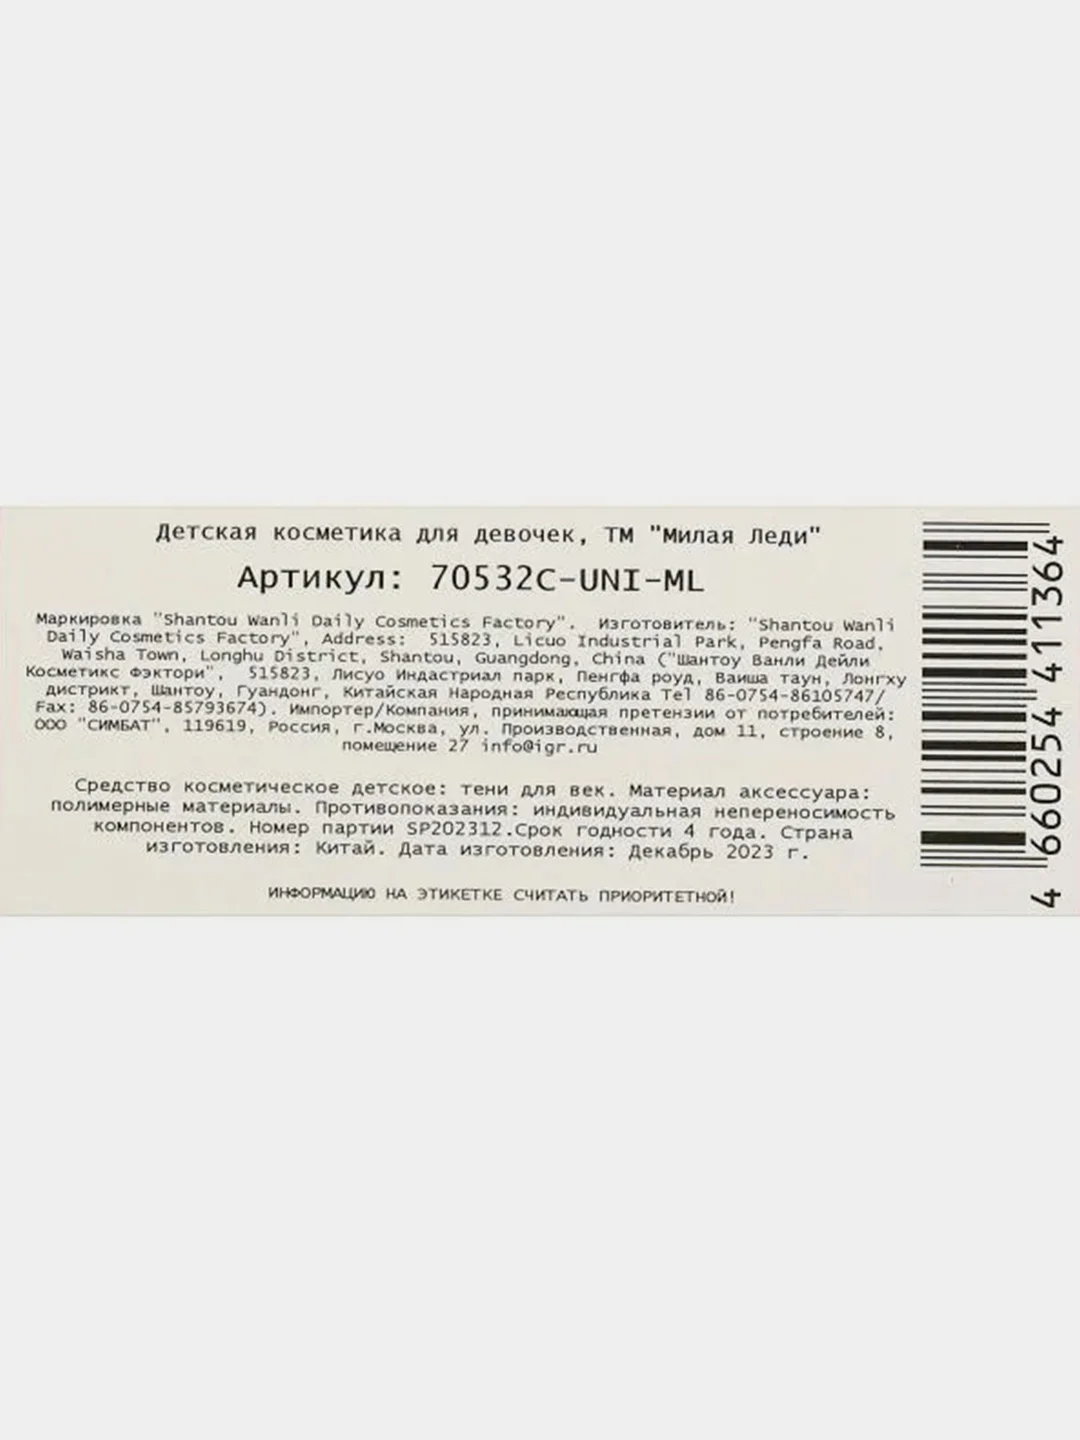 Детская косметика для девочек, ТМ "Милая Леди"
Артикул: 70532C-UNI-ML
Маркировка "Shantou Wanli Daily Cosmetics Factory". Изготовитель: "Shantou Wanli
Daily Cosmetics Factory", Address: 515823, Licuo Industrial Park, Pengfa Road,
Waisha Town, Longhu District, Shantou, Guangdong, China ("Шантоу Ванли Дейли
Косметикс Фэктори", 515823, Лисуо Индастриал парк, Пенгфа роуд, Ваиша таун, Лонгху
дистрикт, Шантоу, Гуандонг, Китайская Народная Республика Tel 86-0754-86105747/
Fax: 86-0754-85793674). Импортер/Компания, принимающая претензии от потребителей:
ООО "СИМБАТ", 119619, Россия, г.Москва, ул. Производственная, дом 11, строение 8,
помещение 27 info@igr.ru
Средство косметическое детское: тени для век. Материал аксессуара:
полимерные материалы. Противопоказания: индивидуальная непереносимость
компонентов. Номер партии SP202312.Срок годности 4 года. Страна
изготовления: Китай. Дата изготовления: Декабрь 2023 г.
ИНФОРМАЦИЮ НА ЭТИКЕТКЕ СЧИТАТЬ ПРИОРИТЕТНОЙ!
4 660254 411364